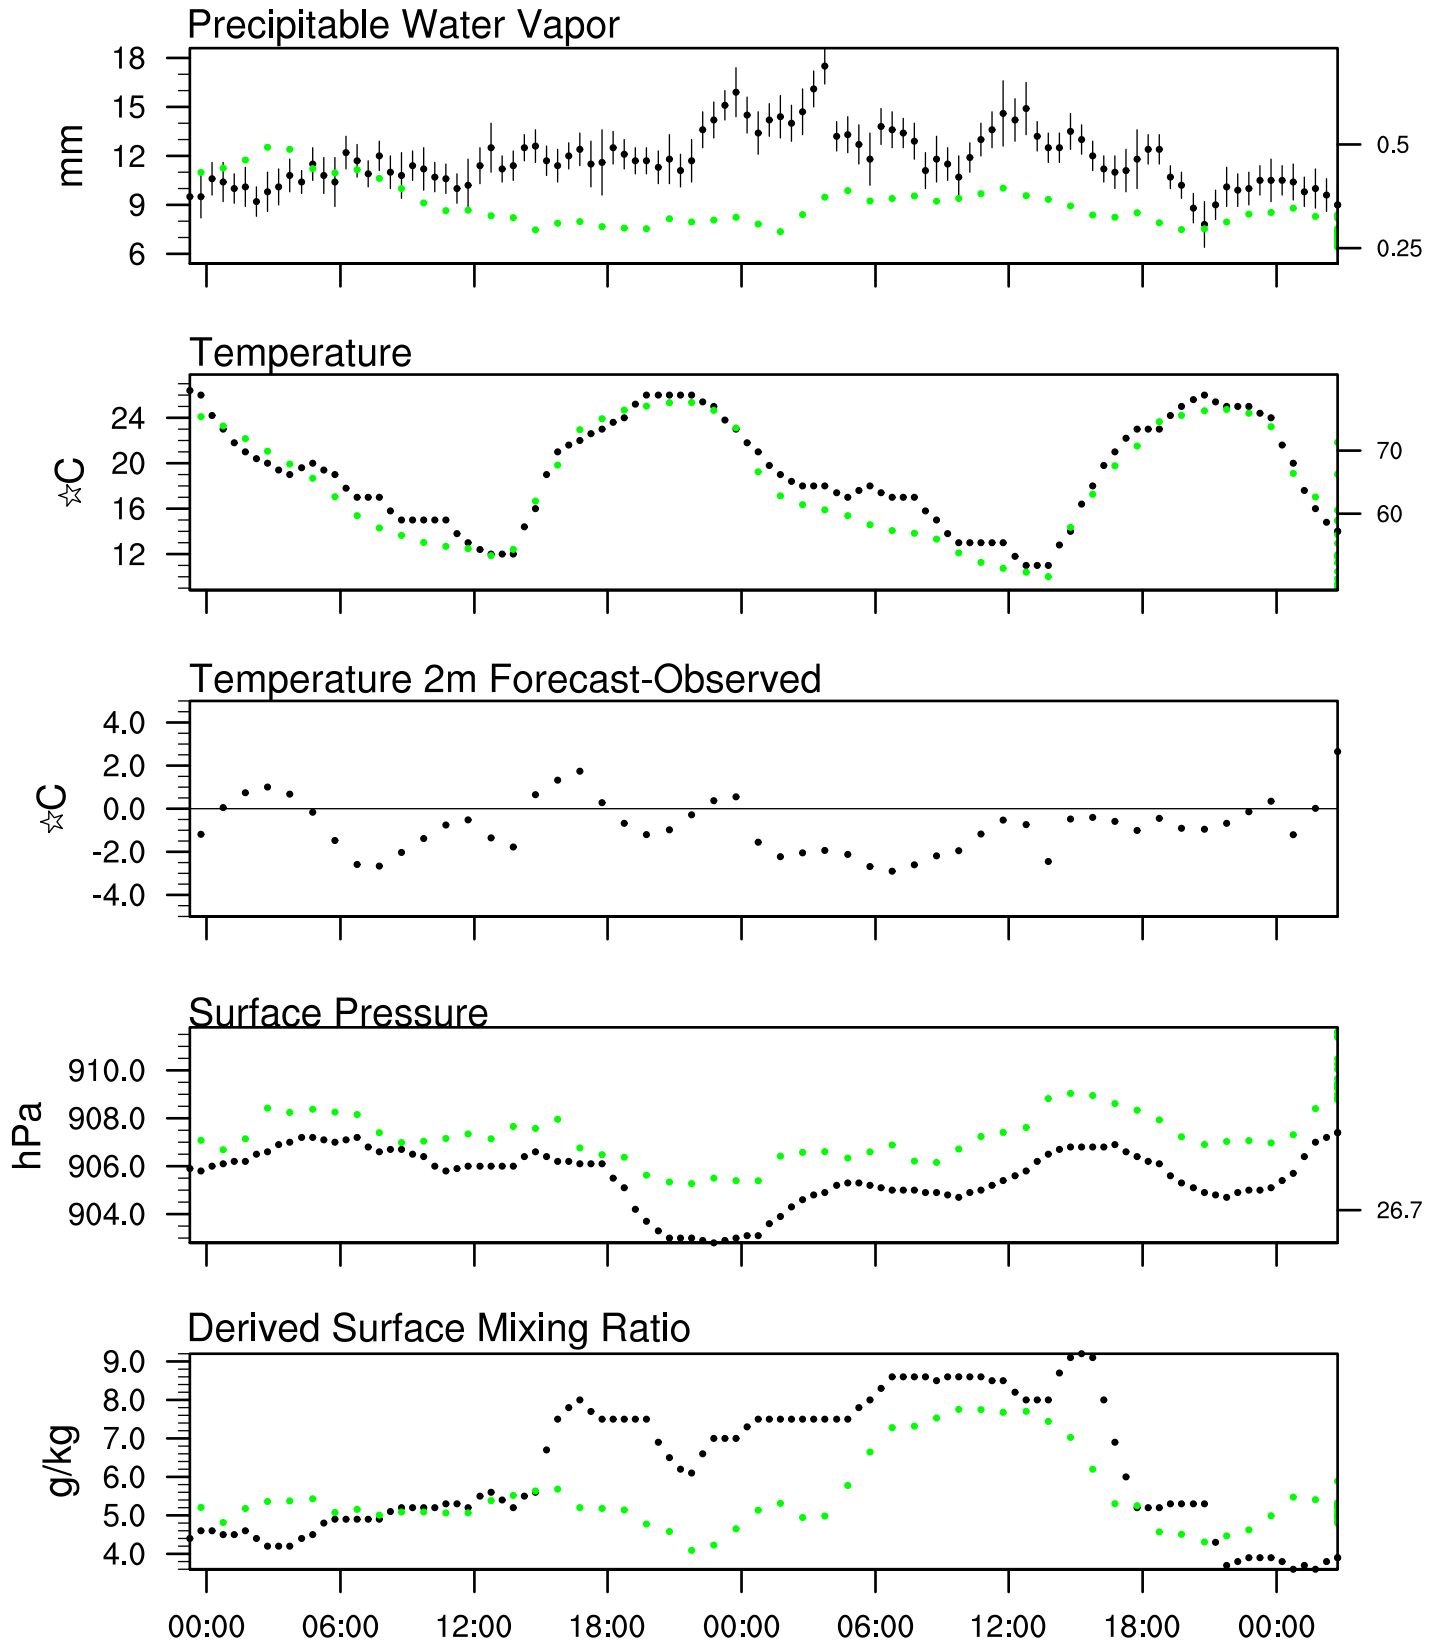 Precipitable Water Vapor
18
15
12
9
6
mm
0.5
0.25
Temperature
24
20
16
12
☆C
70
60
Temperature 2m Forecast-Observed
4.0
2.0
0.0
-2.0
-4.0
☆C
Surface Pressure
910.0
908.0
906.0
904.0
hPa
26.7
Derived Surface Mixing Ratio
9.0
8.0
7.0
6.0
5.0
4.0
g/kg
00:00 06:00 12:00 18:00 00:00 06:00 12:00 18:00 00:00